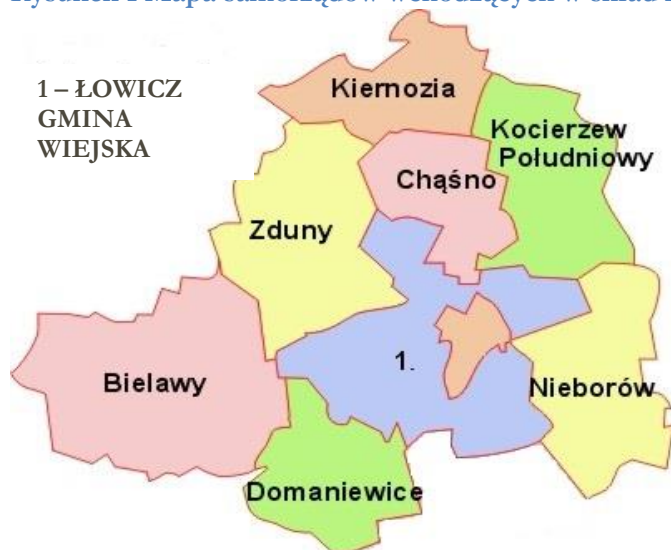 1 – ŁOWICZ
GMINA
WIEJSKA
Kiernozia
Kocierzew
Południowy
Chąśno
Zduny
1.
Bielawy
Nieborów
Domaniewice